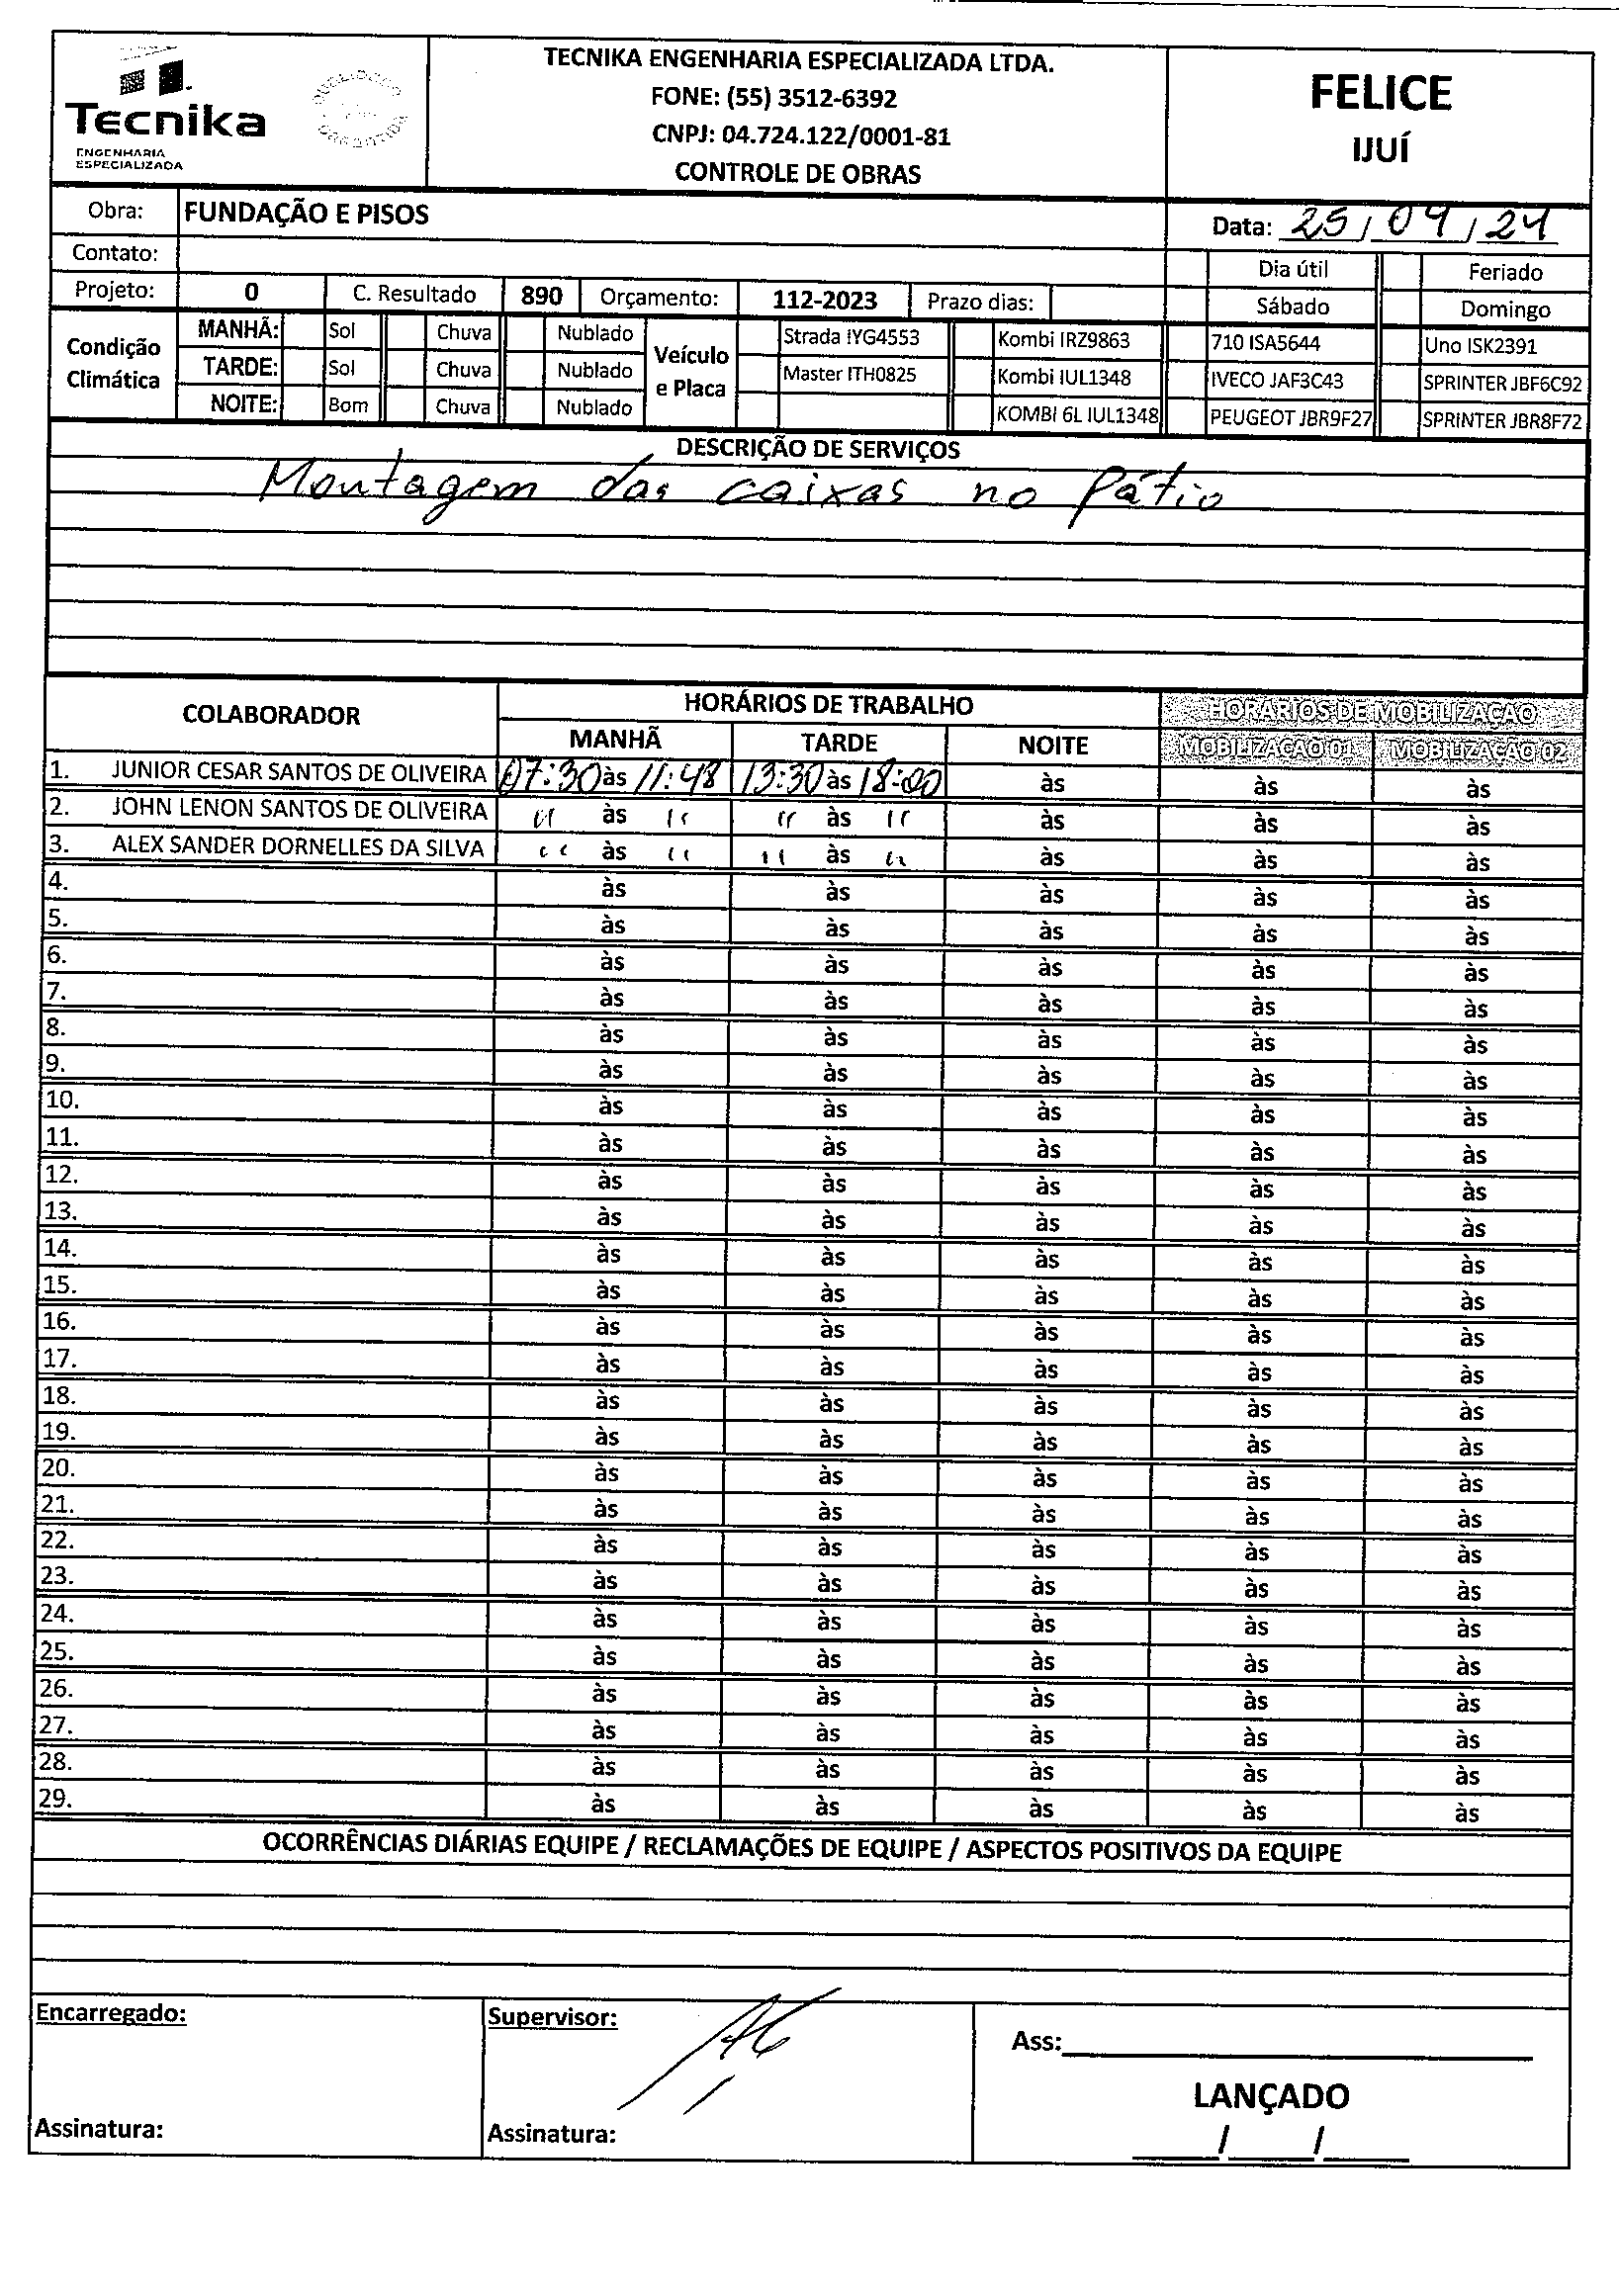 Tecnika
ENGENHARIA
ESPECIALIZADA
TECNIKA ENGENHARIA ESPECIALIZADA LTDA.
FONE: (55) 3512-6392
CNPJ: 04.724.122/0001-81
CONTROLE DE OBRAS
FELICE
IJUÍ
Obra: FUNDAÇÃO E PISOS
Data: 25/04/24
Contato:
Dia útil Feriado
Projeto: 0 C. Resultado 890 Orçamento: 112-2023 Prazo dias:
Sábado Domingo
Condição Climática
MANHÃ: Sol Chuva Nublado
TARDE: Sol Chuva Nublado
NOITE: Bom Chuva Nublado
Veículo e Placa
Strada IYG4553 Kombi IRZ9863 710 ISA5644 Uno ISK2391
Master ITH0825 Kombi IUL1348 IVECO JAF3C43 SPRINTER JBF6C92
KOMBI 6L IUL1348 PEUGEOT JBR9F27 SPRINTER JBR8F72
DESCRIÇÃO DE SERVIÇOS
Montagem das caixas no Pátio
COLABORADOR HORÁRIOS DE TRABALHO HORÁRIOS DE MOBILIZAÇÃO
MANHÃ TARDE NOITE MOBILIZAÇÃO 01 MOBILIZAÇÃO 02
1. JUNIOR CESAR SANTOS DE OLIVEIRA 07:30 às 11:48 13:30 às 18:00 às às às
2. JOHN LENON SANTOS DE OLIVEIRA " às " " às " às às às
3. ALEX SANDER DORNELLES DA SILVA " às " " às " às às às
4. às às às às às
5. às às às às às
6. às às às às às
7. às às às às às
8. às às às às às
9. às às às às às
10. às às às às às
11. às às às às às
12. às às às às às
13. às às às às às
14. às às às às às
15. às às às às às
16. às às às às às
17. às às às às às
18. às às às às às
19. às às às às às
20. às às às às às
21. às às às às às
22. às às às às às
23. às às às às às
24. às às às às às
25. às às às às às
26. às às às às às
27. às às às às às
28. às às às às às
29. às às às às às
OCORRÊNCIAS DIÁRIAS EQUIPE / RECLAMAÇÕES DE EQUIPE / ASPECTOS POSITIVOS DA EQUIPE
Encarregado: Supervisor:
Ass:
LANÇADO
Assinatura: Assinatura:
/ /